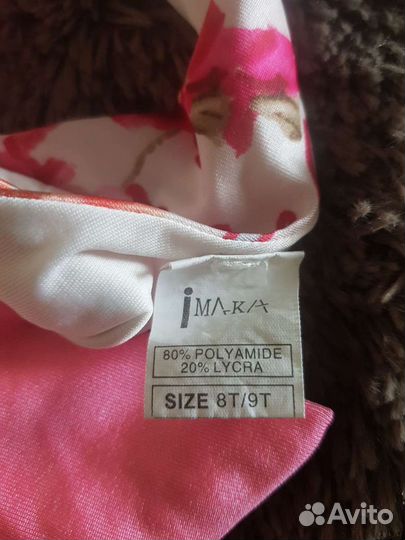 iMAKA
80% POLYAMIDE
20% LYCRA
SIZE 8T/9T
Avito